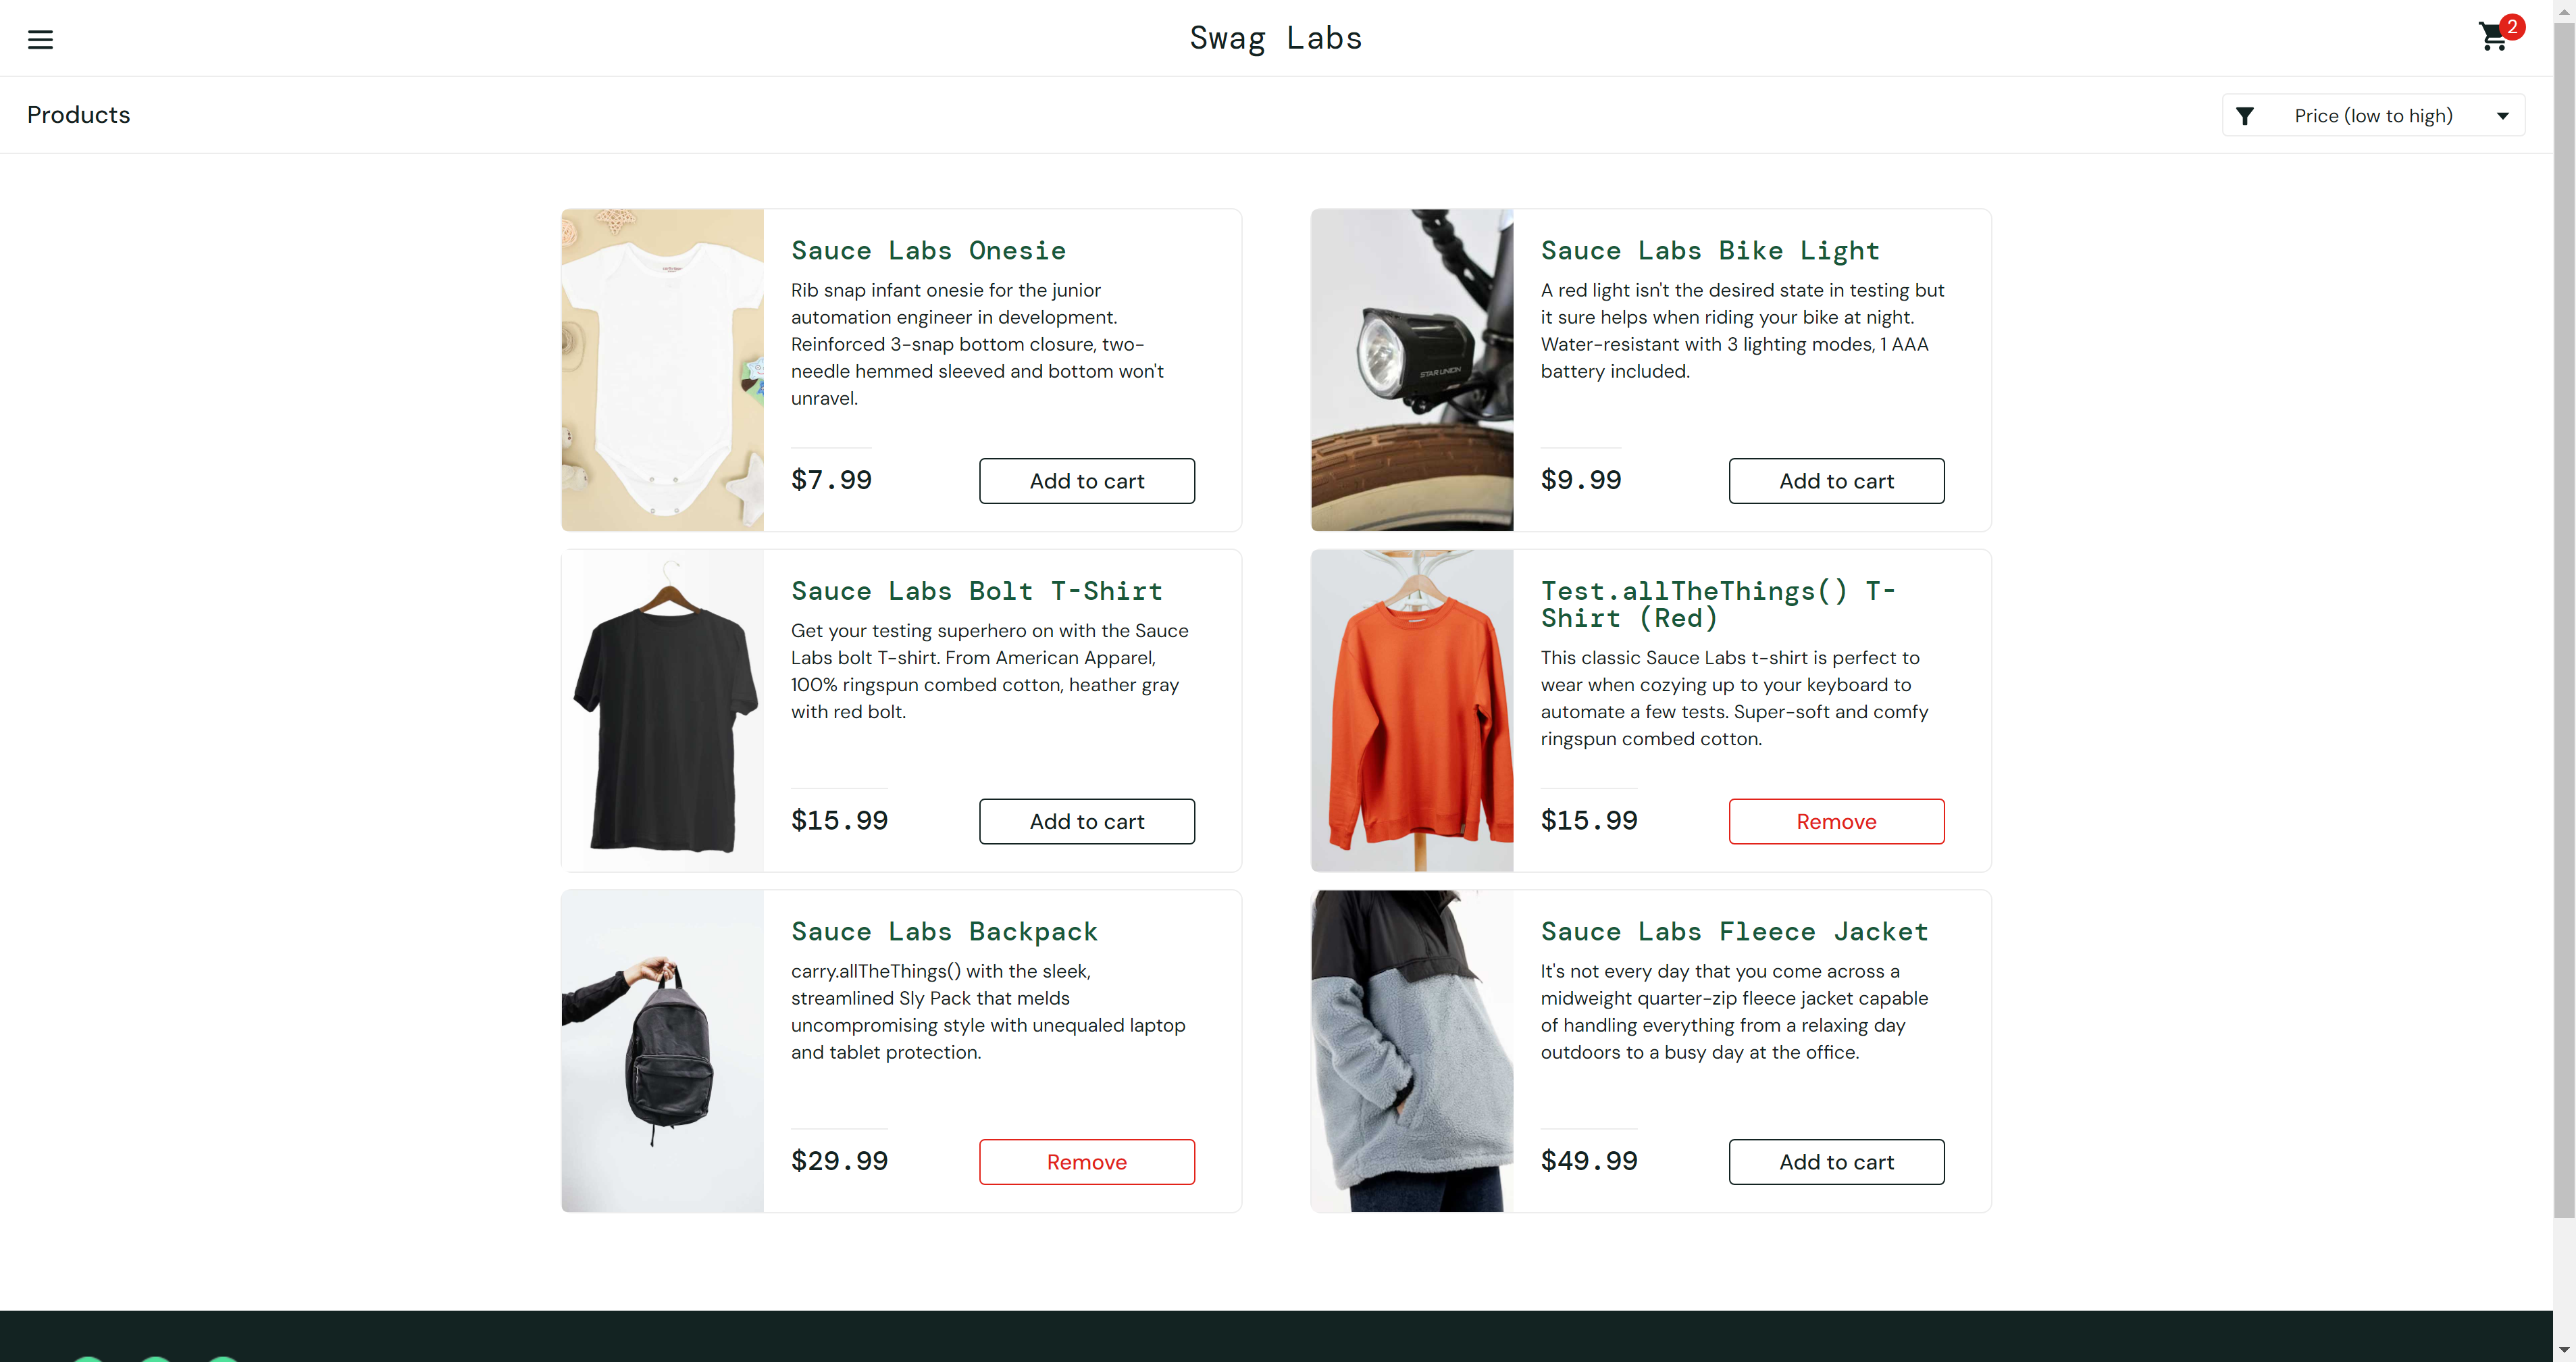 Swag Labs
2
Products
Price (low to high)
Sauce Labs Onesie
Rib snap infant onesie for the junior
automation engineer in development.
Reinforced 3-snap bottom closure, two-
needle hemmed sleeved and bottom won't
unravel.
$7.99
Add to cart
Sauce Labs Bike Light
A red light isn't the desired state in testing but
it sure helps when riding your bike at night.
Water-resistant with 3 lighting modes, 1 AAA
battery included.
$9.99
Add to cart
STAR UNION
Sauce Labs Bolt T-Shirt
Get your testing superhero on with the Sauce
Labs bolt T-shirt. From American Apparel,
100% ringspun combed cotton, heather gray
with red bolt.
$15.99
Add to cart
Test.allTheThings() T-
Shirt (Red)
This classic Sauce Labs t-shirt is perfect to
wear when cozying up to your keyboard to
automate a few tests. Super-soft and comfy
ringspun combed cotton.
$15.99
Remove
Sauce Labs Backpack
carry.allTheThings() with the sleek,
streamlined Sly Pack that melds
uncompromising style with unequaled laptop
and tablet protection.
$29.99
Remove
Sauce Labs Fleece Jacket
It's not every day that you come across a
midweight quarter-zip fleece jacket capable
of handling everything from a relaxing day
outdoors to a busy day at the office.
$49.99
Add to cart